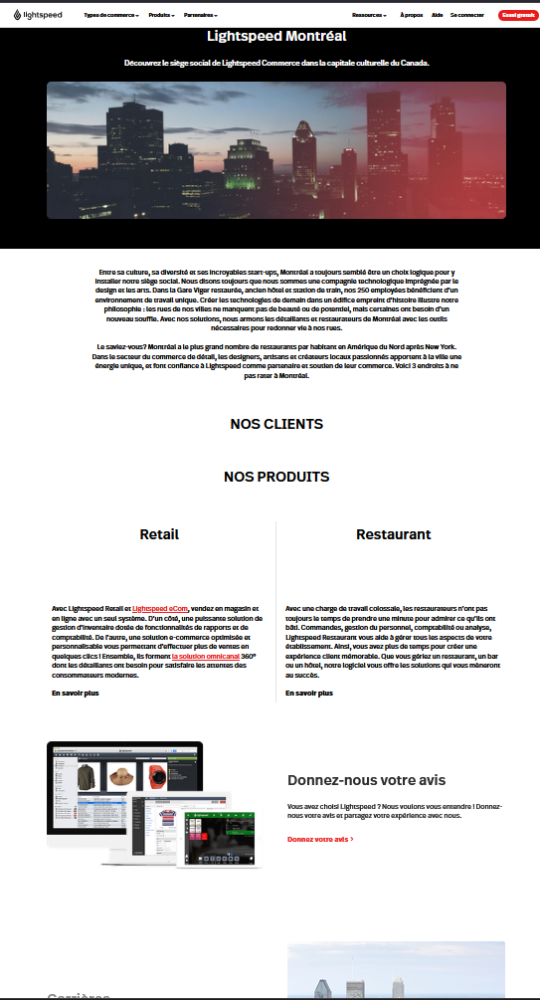 lightspeed
Types de commerce
Produits
Partenaires
Ressources
À propos
Aide
Se connecter
Essai gratuit
Lightspeed Montréal
Découvrez le siège social de Lightspeed Commerce dans la capitale culturelle du Canada.
Entre sa culture, sa diversité et ses incroyables start-ups, Montréal a toujours semblé être un choix logique pour y
installer notre siège social. Nous disons toujours que nous sommes une compagnie technologique imprégnée par le
design et les arts. Dans la Gare Viger restaurée, ancien hôtel et station de train, nos 250 employées bénéficient d'un
environnement de travail unique. Créer les technologies de demain dans un édifice empreint d'histoire illustre notre
philosophie : les rues de nos villes ne manquent pas de beauté ou de potentiel, mais certaines ont besoin d'un
nouveau souffle. Avec nos solutions, nous armons les détaillants et restaurateurs de Montréal avec les outils
nécessaires pour redonner vie à nos rues.
Le saviez-vous? Montréal a le plus grand nombre de restaurants par habitant en Amérique du Nord après New York.
Dans le secteur du commerce de détail, les designers, artisans et créateurs locaux passionnés apportent à la ville une
énergie unique, et font confiance à Lightspeed comme partenaire et soutien de leur commerce. Voici 3 endroits à ne
pas rater à Montréal.
NOS CLIENTS
NOS PRODUITS
Retail
Avec Lightspeed Retail et Lightspeed eCom, vendez en magasin et
en ligne avec un seul système. D'un côté, une puissante solution de
gestion d'inventaire dotée de fonctionnalités de rapports et de
comptabilité. De l'autre, une solution e-commerce optimisée et
personnalisable vous permettant d'effectuer plus de ventes en
quelques clics ! Ensemble, ils forment la solution omnicanal 360°
dont les détaillants ont besoin pour satisfaire les attentes des
consommateurs modernes.
En savoir plus
Restaurant
Avec une charge de travail colossale, les restaurateurs n'ont pas
toujours le temps de prendre une minute pour admirer ce qu'ils ont
bâti. Commandes, gestion du personnel, comptabilité ou analyse,
Lightspeed Restaurant vous aide à gérer tous les aspects de votre
établissement. Ainsi, vous avez plus de temps pour créer une
expérience client mémorable. Que vous gériez un restaurant, un bar
ou un hôtel, notre logiciel vous offre les solutions qui vous mèneront
au succès.
En savoir plus
Donnez-nous votre avis
Vous avez choisi Lightspeed ? Nous voulons vous entendre ! Donnez-
nous votre avis et partagez votre expérience avec nous.
Donnez votre avis >
Carrières